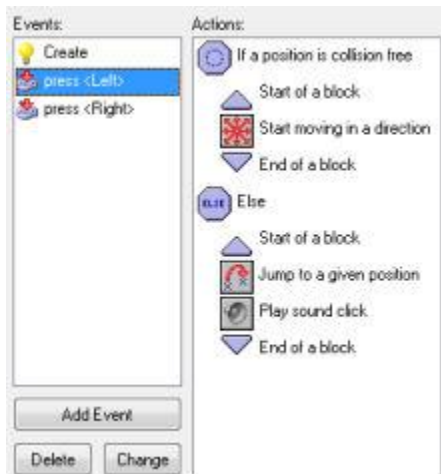 Events:
Create
press <Left>
press <Right>
Add Event
Delete Change
Actions:
If a position is collision free
Start of a block
Start moving in a direction
End of a block
ELSE Else
Start of a block
Jump to a given position
Play sound click
End of a block